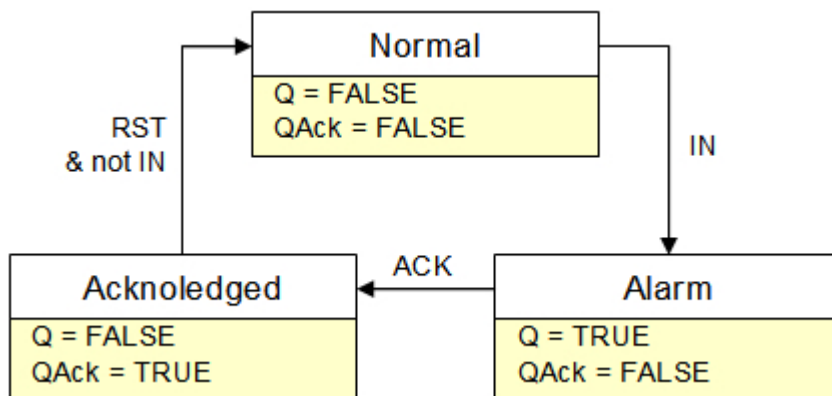 Normal
Q = FALSE
QAck = FALSE
RST
& not IN
IN
ACK
Acknoledged
Q = FALSE
QAck = TRUE
Alarm
Q = TRUE
QAck = FALSE